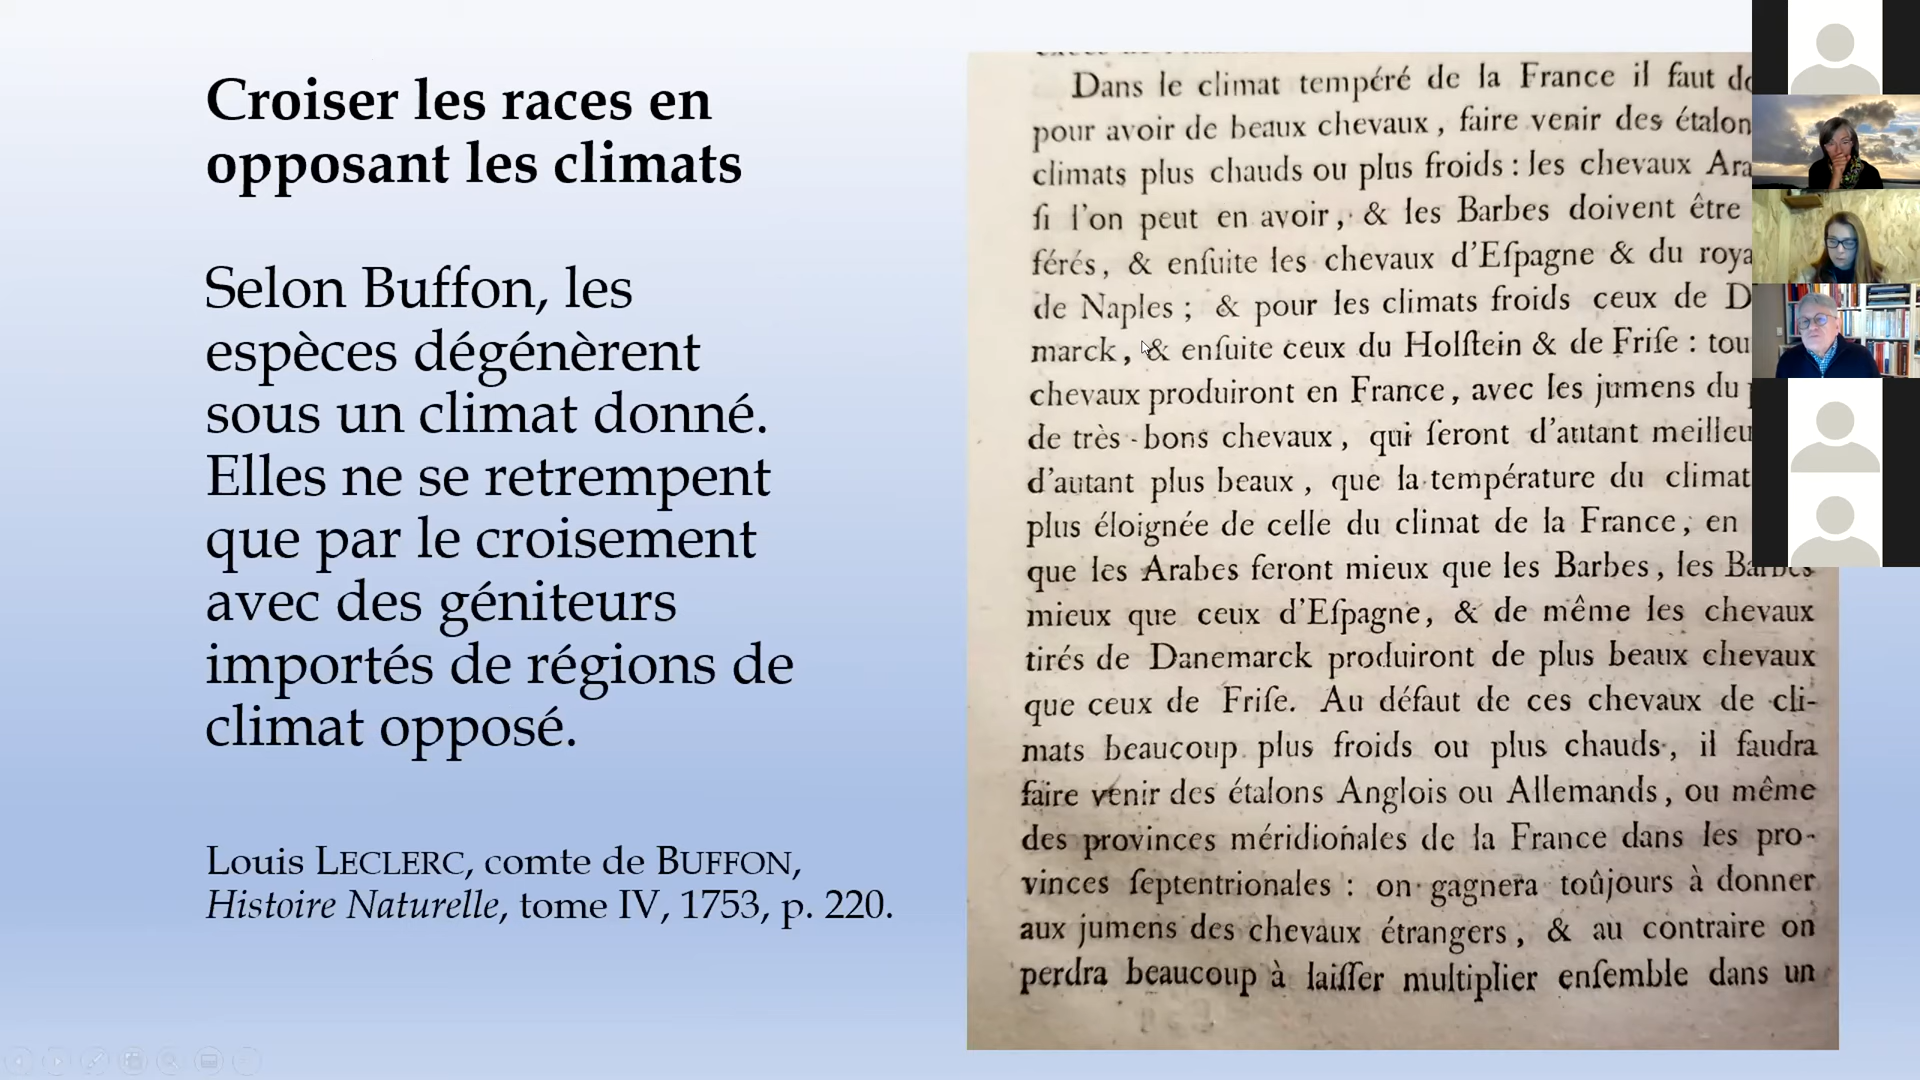 Croiser les races en
opposant les climats
Selon Buffon, les
espèces dégénèrent
sous un climat donné.
Elles ne se retrempent
que par le croisement
avec des géniteurs
importés de régions de
climat opposé.
Louis LECLERC, comte de BUFFON,
Histoire Naturelle, tome IV, 1753, p. 220.
Dans le climat tempéré de la France il faut
pour avoir de beaux chevaux, faire venir des étalon
climats plus chauds ou plus froids : les chevaux Ara
ſi l'on peut en avoir, & les Barbes doivent être
férés, & enſuite les chevaux d'Eſpagne & du roya
de Naples ; & pour les climats froids ceux de D
marck, & enſuite ceux du Holſtein & de Friſe : tou
chevaux produiront en France, avec les jumens du
de très-bons chevaux, qui ſeront d'autant meilleu
d'autant plus beaux, que la température du climat
plus éloignée de celle du climat de la France, en
que les Arabes feront mieux que les Barbes, les Barbes
mieux que ceux d'Eſpagne, & de même les chevaux
tirés de Danemarck produiront de plus beaux chevaux
que ceux de Friſe. Au défaut de ces chevaux de cli-
mats beaucoup plus froids ou plus chauds, il faudra
faire venir des étalons Anglois ou Allemands, ou même
des provinces méridionales de la France dans les pro-
vinces ſeptentrionales : on gagnera toûjours à donner
aux jumens des chevaux étrangers, & au contraire on
perdra beaucoup à laiſſer multiplier enſemble dans un